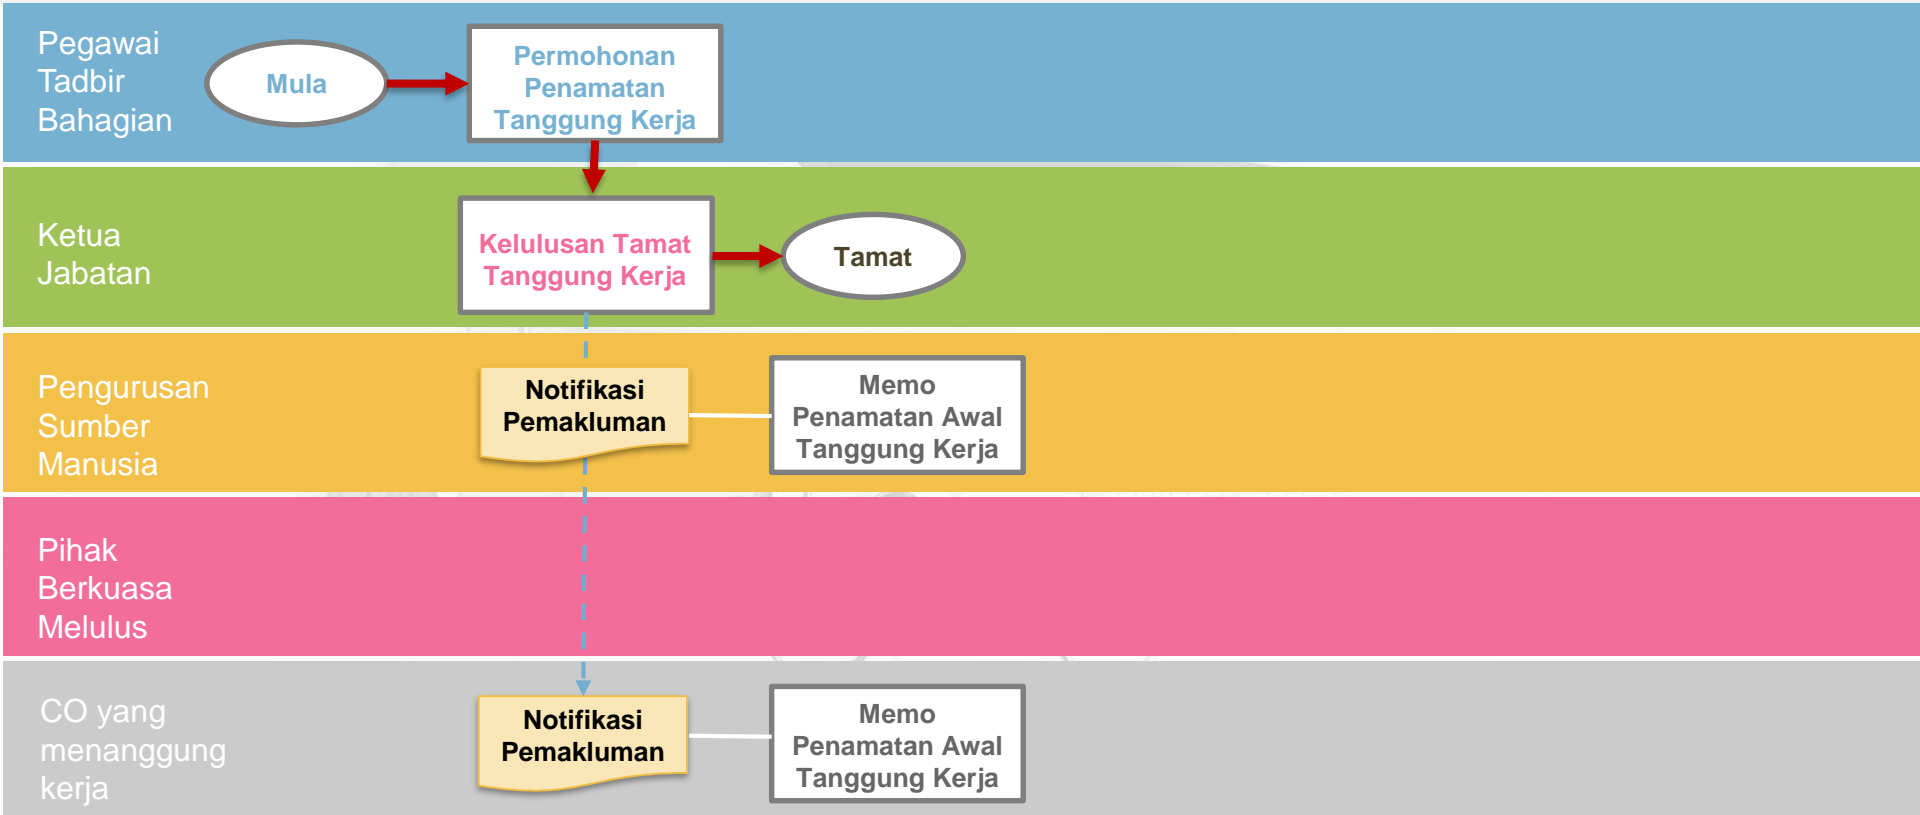 Pegawai
Tadbir
Bahagian
Mula
Permohonan
Penamatan
Tanggung Kerja
Ketua
Jabatan
Kelulusan Tamat
Tanggung Kerja
Tamat
Pengurusan
Sumber
Manusia
Notifikasi
Pemakluman
Memo
Penamatan Awal
Tanggung Kerja
Pihak
Berkuasa
Melulus
CO yang
menanggung
kerja
Notifikasi
Pemakluman
Memo
Penamatan Awal
Tanggung Kerja